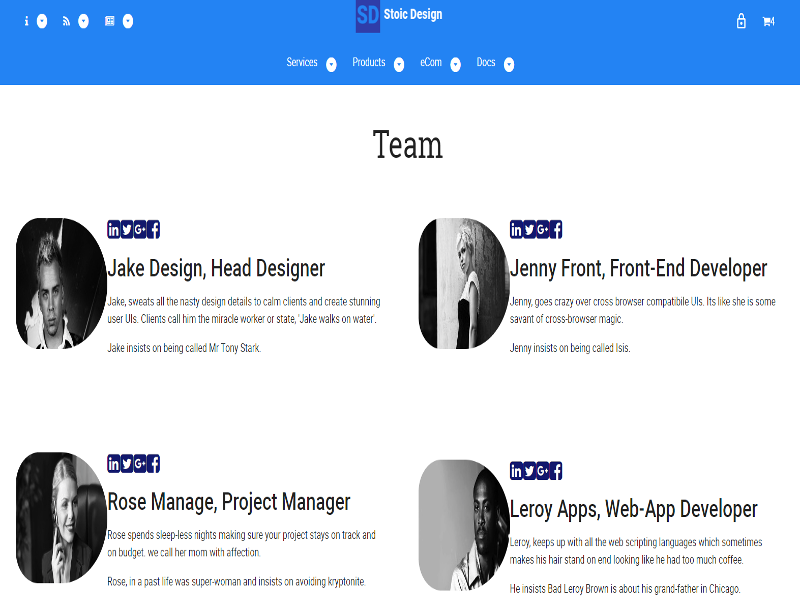 SD Stoic Design
4
Services Products eCom Docs
Team
Jake Design, Head Designer
Jake, sweats all the nasty design details to calm clients and create stunning
user UIs. Clients call him the miracle worker or state, 'Jake walks on water'.
Jake insists on being called Mr Tony Stark.
Jenny Front, Front-End Developer
Jenny, goes crazy over cross browser compatibile UIs. Its like she is some
savant of cross-browser magic.
Jenny insists on being called Isis.
Rose Manage, Project Manager
Rose spends sleep-less nights making sure your project stays on track and
on budget, we call her mom with affection.
Rose, in a past life was super-woman and insists on avoiding kryptonite.
Leroy Apps, Web-App Developer
Leroy, keeps up with all the web scripting languages which sometimes
makes his hair stand on end looking like he had too much coffee.
He insists Bad Leroy Brown is about his grand-father in Chicago.